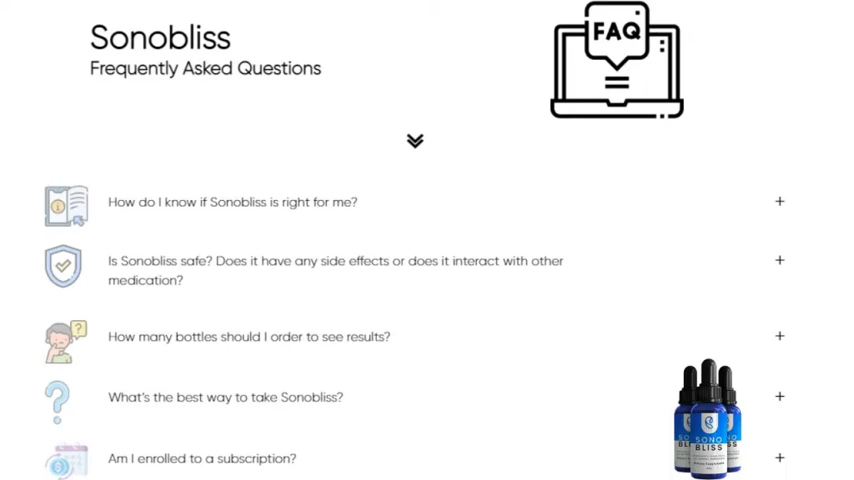 Sonobliss
Frequently Asked Questions
FAQ
How do I know if Sonobliss is right for me?
+
Is Sonobliss safe? Does it have any side effects or does it interact with other
medication?
+
How many bottles should I order to see results?
+
What's the best way to take Sonobliss?
+
Am I enrolled to a subscription?
+
SONO
BLISS